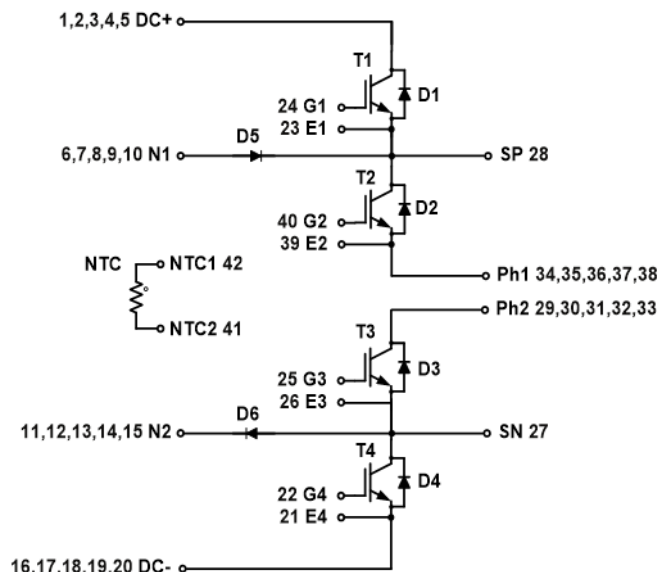 1,2,3,4,5 DC+
T1
D1
24 G1
23 E1
D5
6,7,8,9,10 N1
SP 28
T2
D2
40 G2
39 E2
NTC
NTC1 42
Ph1 34,35,36,37,38
Ph2 29,30,31,32,33
NTC2 41
T3
D3
25 G3
26 E3
D6
11,12,13,14,15 N2
SN 27
T4
D4
22 G4
21 E4
16,17,18,19,20 DC-